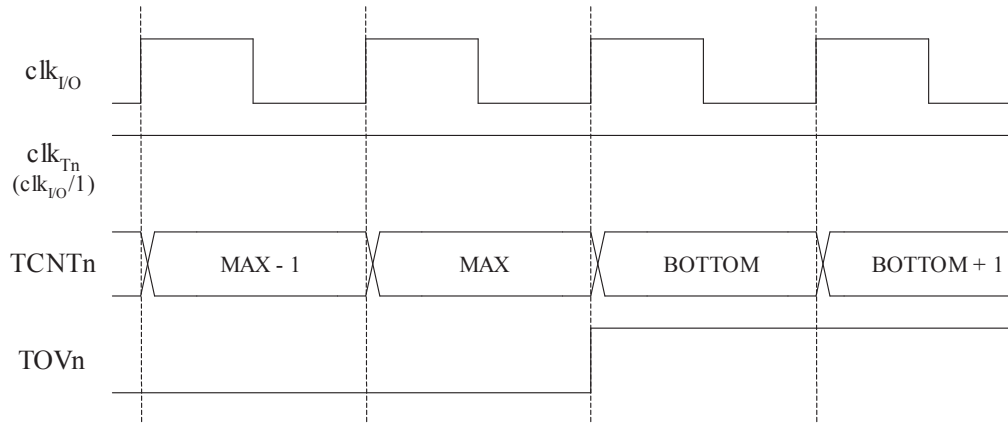 clk_I/O
clk_Tn
(clk_I/O/1)
TCNTn MAX - 1 MAX BOTTOM BOTTOM + 1
TOVn